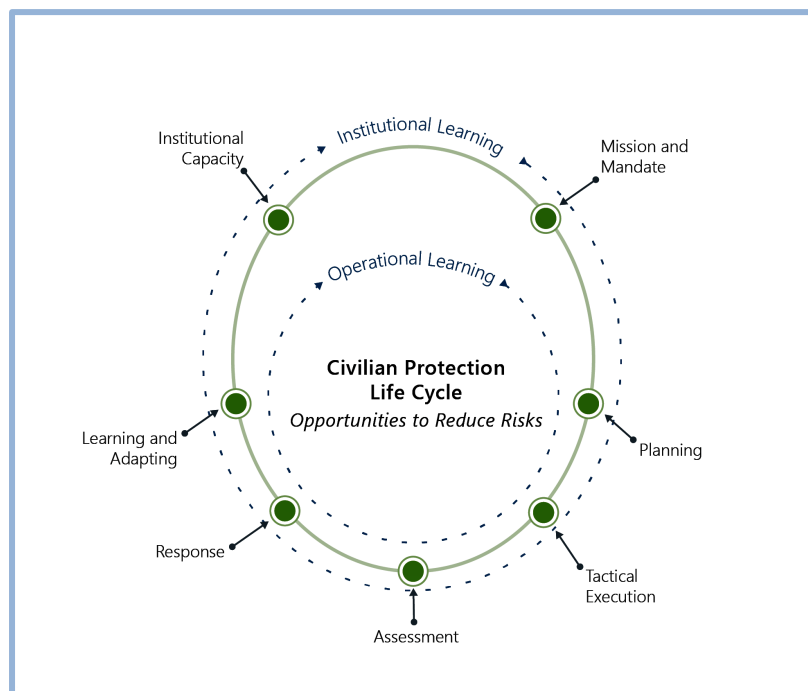 Institutional Learning
Institutional
Capacity
Mission and
Mandate
Operational Learning
Civilian Protection
Life Cycle
Opportunities to Reduce Risks
Learning and
Adapting
Planning
Response
Tactical
Execution
Assessment